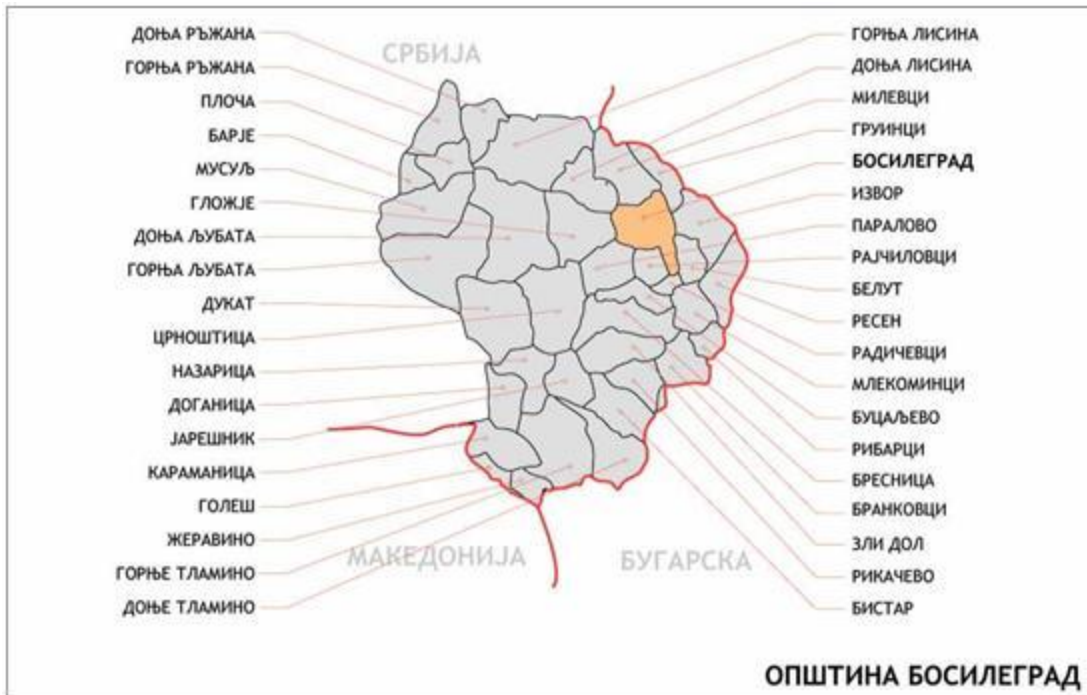 ДОЊА РЪЖАНА
ГОРЊА РЪЖАНА
ПЛОЧА
БАРЈЕ
МУСУЉ
ГЛОЖЈЕ
ДОЊА ЉУБАТА
ГОРЊА ЉУБАТА
ДУКАТ
ЦРНОШТИЦА
НАЗАРИЦА
ДОГАНИЦА
ЈАРЕШНИК
КАРАМАНИЦА
ГОЛЕШ
ЖЕРАВИНО
ГОРЊЕ ТЛАМИНО
ДОЊЕ ТЛАМИНО
СРБИЈА
МАКЕДОНИЈА
БУГАРСКА
ГОРЊА ЛИСИНА
ДОЊА ЛИСИНА
МИЛЕВЦИ
ГРУИНЦИ
БОСИЛЕГРАД
ИЗВОР
ПАРАЛОВО
РАЈЧИЛОВЦИ
БЕЛУТ
РЕСЕН
РАДИЧЕВЦИ
МЛЕКОМИНЦИ
БУЦАЉЕВО
РИБАРЦИ
БРЕСНИЦА
БРАНКОВЦИ
ЗЛИ ДОЛ
РИКАЧЕВО
БИСТАР
ОПШТИНА БОСИЛЕГРАД